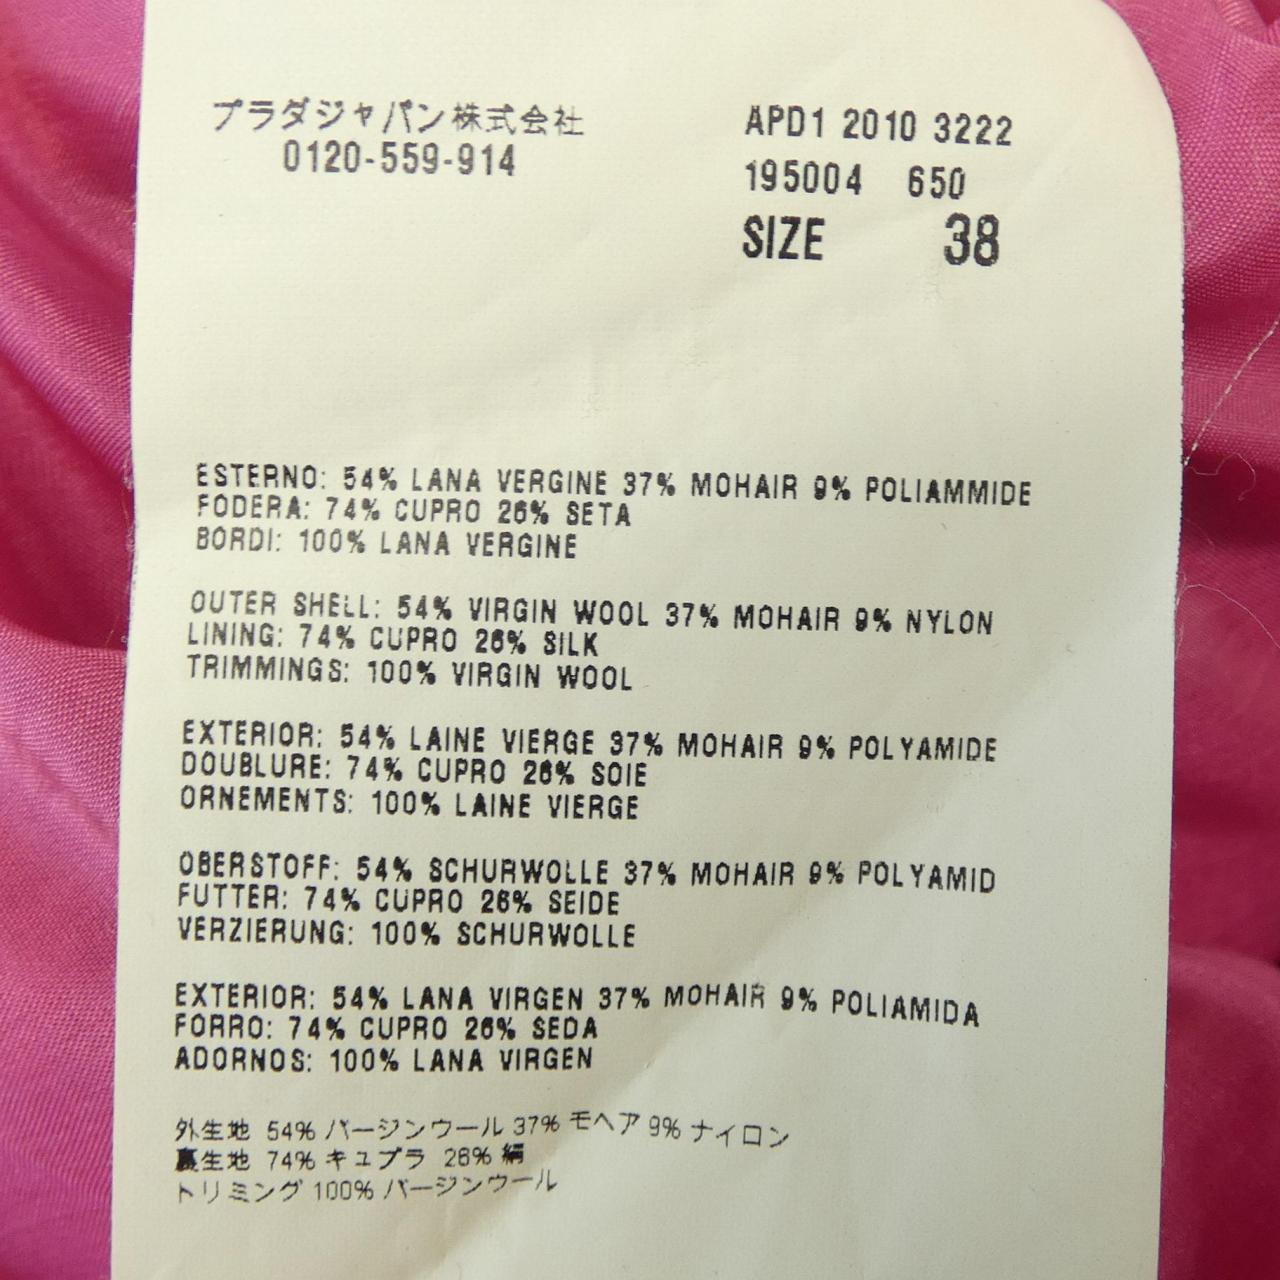 プラダジャパン株式会社
0120-559-914
APD1 2010 3222
195004 650
SIZE 38
ESTERNO: 54% LANA VERGINE 37% MOHAIR 9% POLIAMMIDE
FODERA: 74% CUPRO 26% SETA
BORDI: 100% LANA VERGINE
OUTER SHELL: 54% VIRGIN WOOL 37% MOHAIR 9% NYLON
LINING: 74% CUPRO 26% SILK
TRIMMINGS: 100% VIRGIN WOOL
EXTERIOR: 54% LAINE VIERGE 37% MOHAIR 9% POLYAMIDE
DOUBLURE: 74% CUPRO 26% SOIE
ORNEMENTS: 100% LAINE VIERGE
OBERSTOFF: 54% SCHURWOLLE 37% MOHAIR 9% POLYAMID
FUTTER: 74% CUPRO 26% SEIDE
VERZIERUNG: 100% SCHURWOLLE
EXTERIOR: 54% LANA VIRGEN 37% MOHAIR 9% POLIAMIDA
FORRO: 74% CUPRO 26% SEDA
ADORNOS: 100% LANA VIRGEN
外生地 54% バージンウール 37% モヘア 9% ナイロン
裏生地 74% キュプラ 26% 絹
トリミング 100% バージンウール